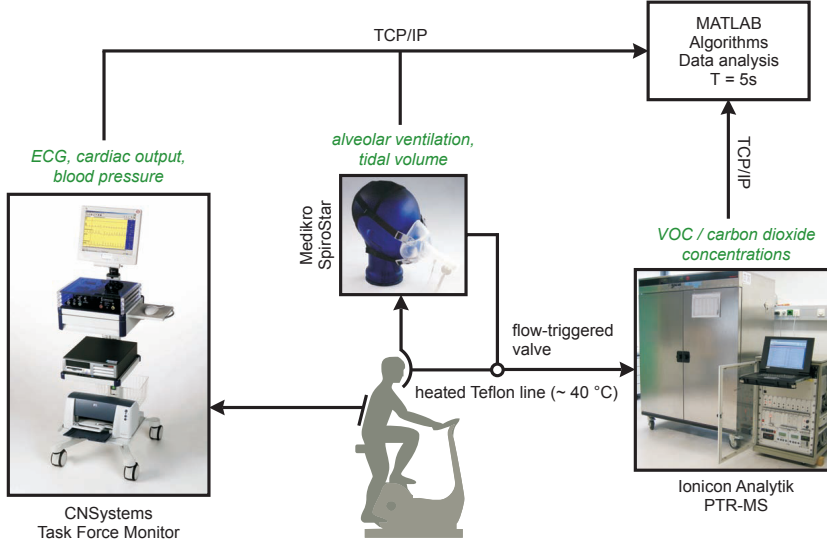 TCP/IP
MATLAB
Algorithms
Data analysis
T = 5s
ECG, cardiac output,
blood pressure
alveolar ventilation,
tidal volume
TCP/IP
VOC / carbon dioxide
concentrations
Medikro
SpiroStar
flow-triggered
valve
heated Teflon line (~ 40 °C)
CNSystems
Task Force Monitor
Ionicon Analytik
PTR-MS